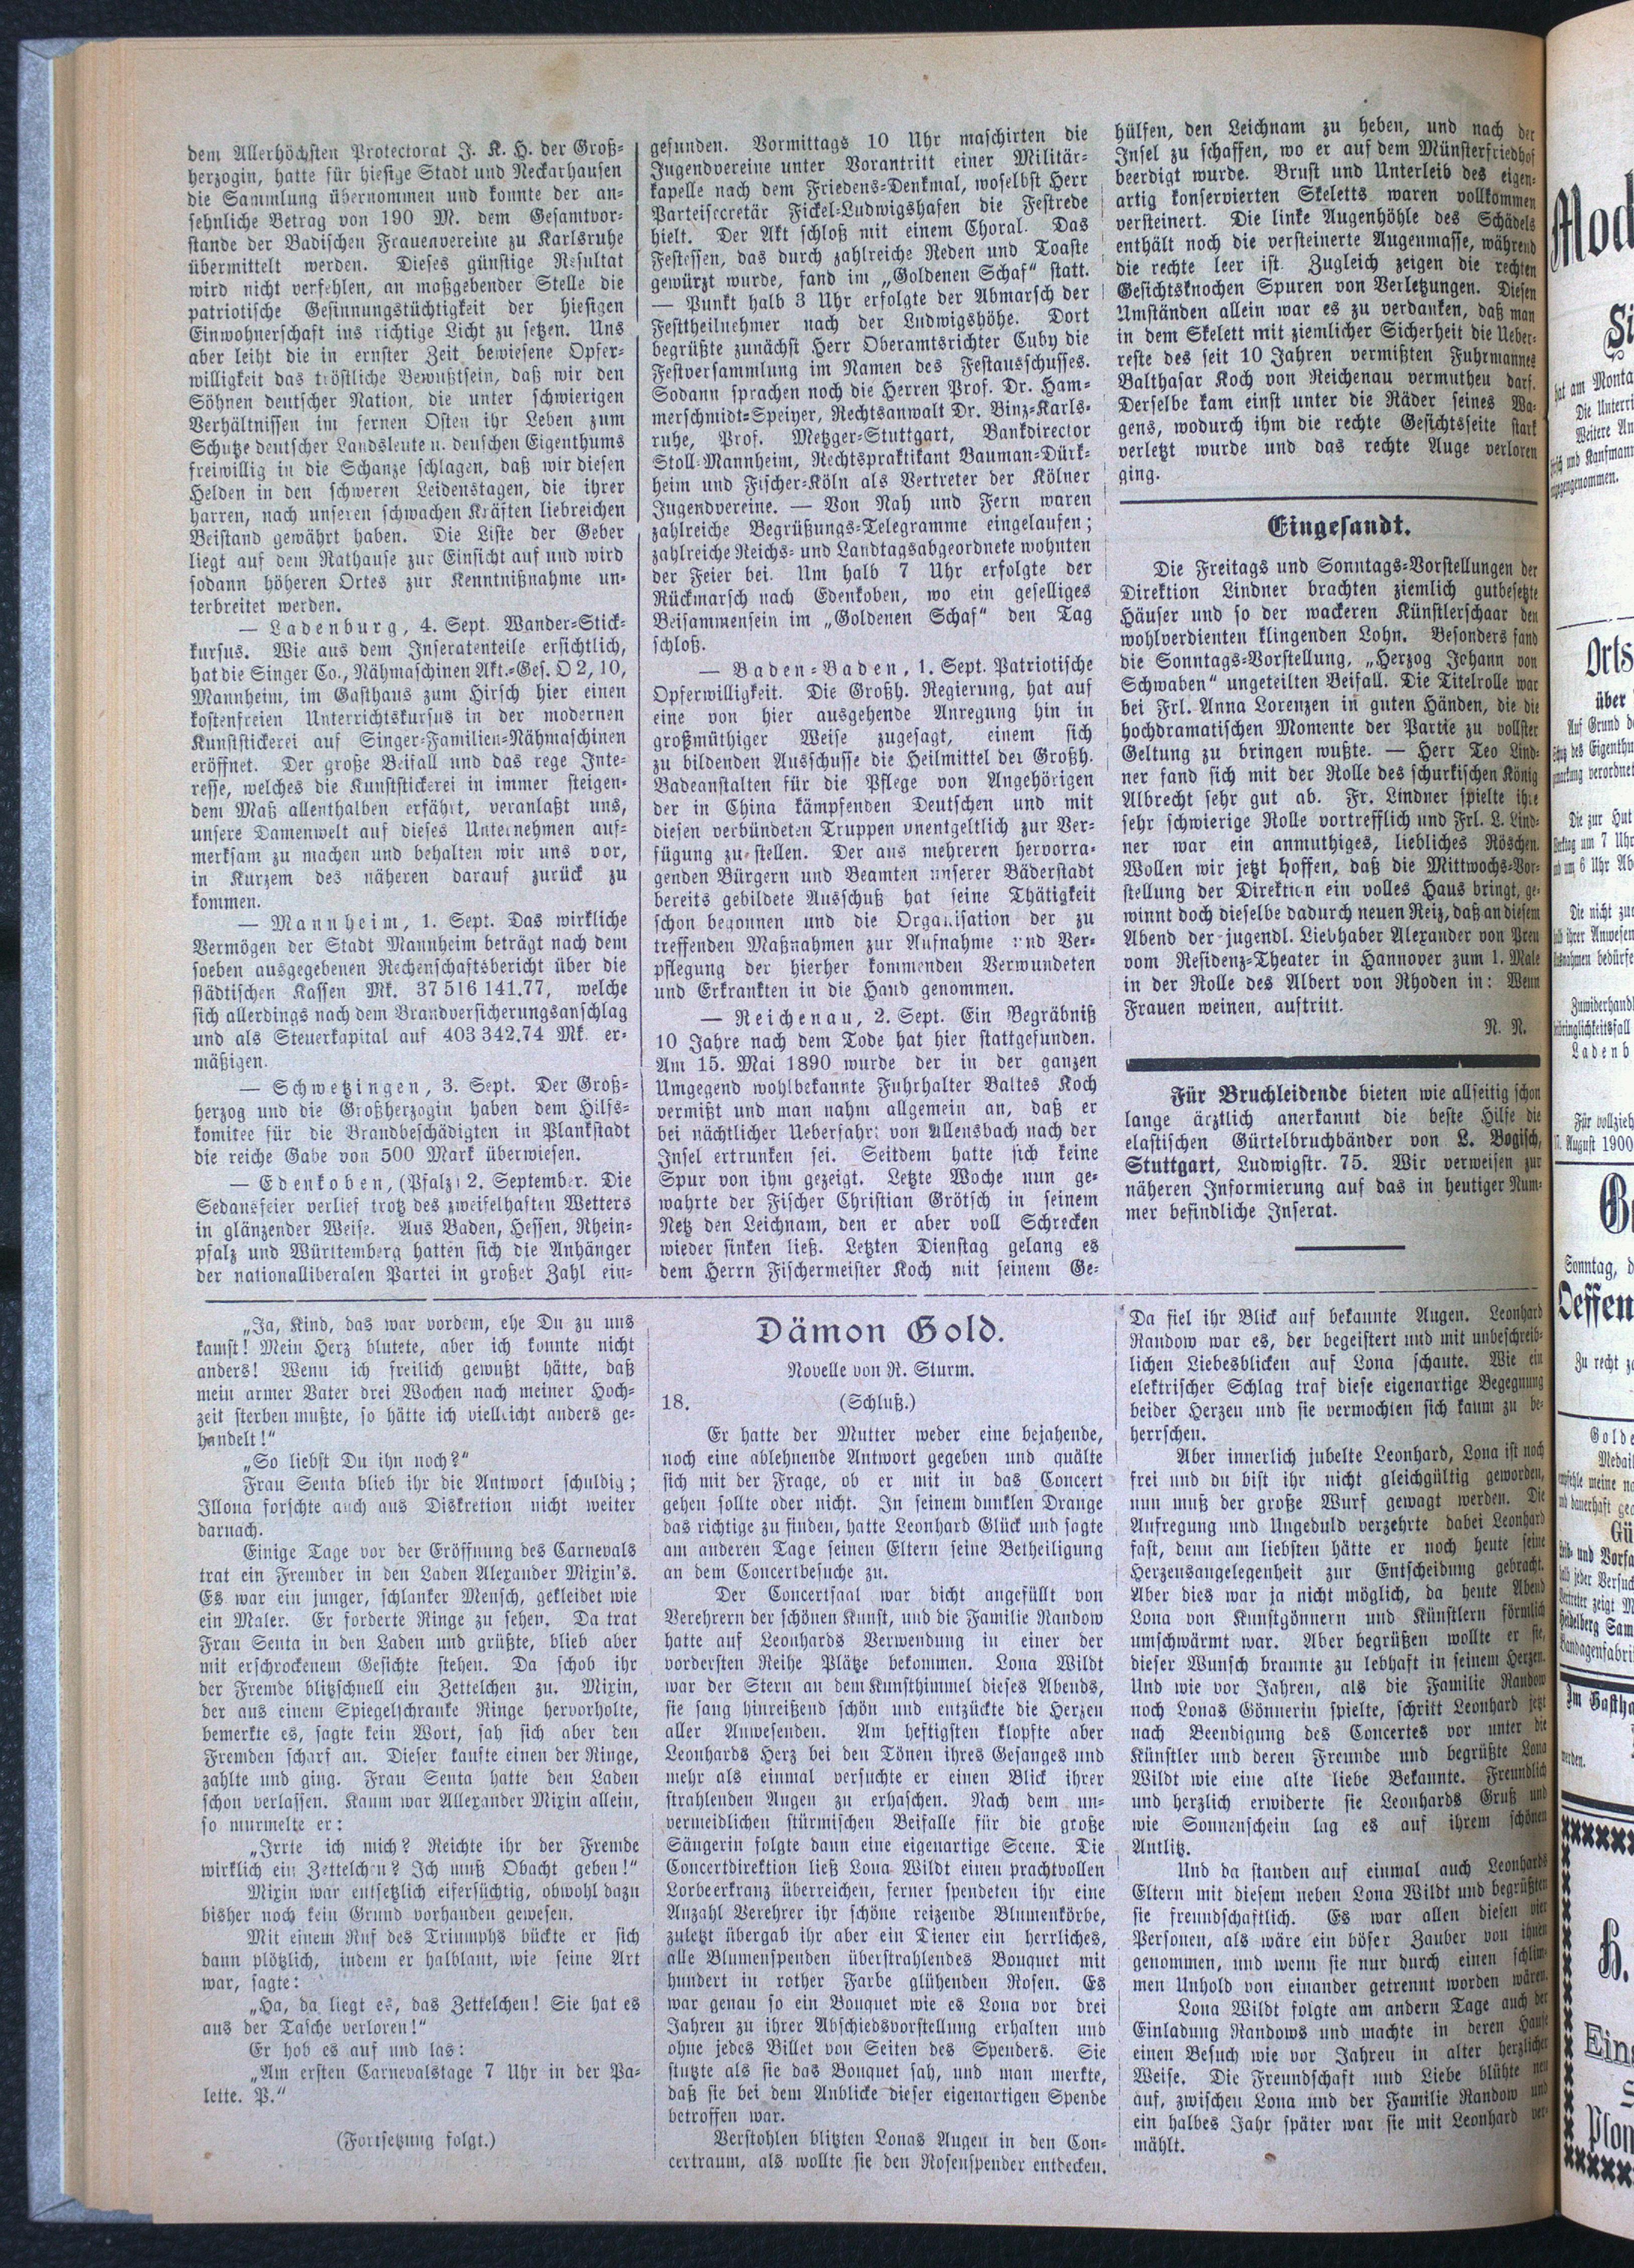 dem Allerhöchsten Protectorat J. K. H. der Groß-
herzogin, hatte für hiesige Stadt und Neckarhausen
die Sammlung übernommen und konnte der an-
sehnliche Betrag von 190 M. dem Gesamtvor-
stande der Badischen Frauenvereine zu Karlsruhe
übermittelt werden. Dieses günstige Resultat
wird nicht verfehlen, an maßgebender Stelle die
patriotische Gesinnungstüchtigkeit der hiesigen
Einwohnerschaft ins richtige Licht zu setzen. Uns
aber leiht die in ernster Zeit bewiesene Opfer-
willigkeit das tröstliche Bewußtsein, daß wir den
Söhnen deutscher Nation, die unter schwierigen
Verhältnissen im fernen Osten ihr Leben zum
Schutze deutscher Landsleute u. deuschen Eigenthums
freiwillig in die Schanze schlagen, daß wir diesen
Helden in den schweren Leidenstagen, die ihrer
harren, nach unseren schwachen Kräften liebreichen
Beistand gewährt haben. Die Liste der Geber
liegt auf dem Rathause zur Einsicht auf und wird
sodann höheren Ortes zur Kenntnißnahme un-
terbreitet werden.
— Ladenburg, 4. Sept. Wander-Stick-
kursus. Wie aus dem Inseratenteile ersichtlich,
hat die Singer Co., Nähmaschinen Akt.-Ges. O 2, 10,
Mannheim, im Gasthaus zum Hirsch hier einen
kostenfreien Unterrichtskursus in der modernen
Kunststickerei auf Singer-Familien-Nähmaschinen
eröffnet. Der große Beifall und das rege Inte-
resse, welches die Kunststickerei in immer steigen-
dem Maß allenthalben erfährt, veranlaßt uns,
unsere Damenwelt auf dieses Unternehmen auf-
merksam zu machen und behalten wir uns vor,
in Kurzem des näheren darauf zurück zu
kommen.
— Mannheim, 1. Sept. Das wirkliche
Vermögen der Stadt Mannheim beträgt nach dem
soeben ausgegebenen Rechenschaftsbericht über die
städtischen Kassen Mk. 37 516 141.77, welche
sich allerdings nach dem Brandversicherungsanschlag
und als Steuerkapital auf 403 342.74 Mk. er-
mäßigen.
— Schwetzingen, 3. Sept. Der Groß-
herzog und die Großherzogin haben dem Hilfs-
komitee für die Brandbeschädigten in Plankstadt
die reiche Gabe von 500 Mark überwiesen.
— Edenkoben, (Pfalz) 2. September. Die
Sedansfeier verlief trotz des zweifelhaften Wetters
in glänzender Weise. Aus Baden, Hessen, Rhein-
pfalz und Württemberg hatten sich die Anhänger
der nationalliberalen Partei in großer Zahl ein-
gefunden. Vormittags 10 Uhr maschirten die
Jugendvereine unter Vorantritt einer Militär-
kapelle nach dem Friedens-Denkmal, woselbst Herr
Parteisecretär Fickel-Ludwigshafen die Festrede
hielt. Der Akt schloß mit einem Choral. Das
Festessen, das durch zahlreiche Reden und Toaste
gewürzt wurde, fand im „Goldenen Schaf“ statt.
— Punkt halb 3 Uhr erfolgte der Abmarsch der
Festtheilnehmer nach der Ludwigshöhe. Dort
begrüßte zunächst Herr Oberamtsrichter Cuby die
Festversammlung im Namen des Festausschusses.
Sodann sprachen noch die Herren Prof. Dr. Ham-
merschmidt-Speiyer, Rechtsanwalt Dr. Binz-Karls-
ruhe, Prof. Metzger-Stuttgart, Bankdirector
Stoll-Mannheim, Rechtspraktikant Bauman-Dürk-
heim und Fischer-Köln als Vertreter der Kölner
Jugendvereine. — Von Nah und Fern waren
zahlreiche Begrüßungs-Telegramme eingelaufen;
zahlreiche Reichs- und Landtagsabgeordnete wohnten
der Feier bei. Um halb 7 Uhr erfolgte der
Rückmarsch nach Edenkoben, wo ein geselliges
Beisammensein im „Goldenen Schaf“ den Tag
schloß.
— Baden-Baden, 1. Sept. Patriotische
Opferwilligkeit. Die Großh. Regierung, hat auf
eine von hier ausgehende Anregung hin in
großmüthiger Weise zugesagt, einem sich
zu bildenden Ausschusse die Heilmittel der Großh.
Badeanstalten für die Pflege von Angehörigen
der in China kämpfenden Deutschen und mit
diesen verbündeten Truppen unentgeltlich zur Ver-
fügung zu stellen. Der aus mehreren hervorra-
genden Bürgern und Beamten unserer Bäderstadt
bereits gebildete Ausschuß hat seine Thätigkeit
schon begonnen und die Organisation der zu
treffenden Maßnahmen zur Aufnahme und Ver-
pflegung der hierher kommenden Verwundeten
und Erkrankten in die Hand genommen.
— Reichenau, 2. Sept. Ein Begräbniß
10 Jahre nach dem Tode hat hier stattgefunden.
Am 15. Mai 1890 wurde der in der ganzen
Umgegend wohlbekannte Fuhrhalter Baltes Koch
vermißt und man nahm allgemein an, daß er
bei nächtlicher Ueberfahrt von Allensbach nach der
Insel ertrunken sei. Seitdem hatte sich keine
Spur von ihm gezeigt. Letzte Woche nun ge-
wahrte der Fischer Christian Grötsch in seinem
Netz den Leichnam, den er aber voll Schrecken
wieder sinken ließ. Letzten Dienstag gelang es
dem Herrn Fischermeister Koch mit seinem Ge-
hülfen, den Leichnam zu heben, und nach der
Insel zu schaffen, wo er auf dem Münsterfriedhof
beerdigt wurde. Brust und Unterleib des eigen-
artig konservierten Skeletts waren vollkommen
versteinert. Die linke Augenhöhle des Schädels
enthält noch die versteinerte Augenmasse, während
die rechte leer ist. Zugleich zeigen die rechten
Gesichtsknochen Spuren von Verletzungen. Diesen
Umständen allein war es zu verdanken, daß man
in dem Skelett mit ziemlicher Sicherheit die Ueber-
reste des seit 10 Jahren vermißten Fuhrmannes
Balthasar Koch von Reichenau vermutheu darf.
Derselbe kam einst unter die Räder seines Wa-
gens, wodurch ihm die rechte Gesichtsseite stark
verletzt wurde und das rechte Auge verloren
ging.
Eingesandt.
Die Freitags und Sonntags-Vorstellungen der
Direktion Lindner brachten ziemlich gutbesetzte
Häuser und so der wackeren Künstlerschaar den
wohlverdienten klingenden Lohn. Besonders fand
die Sonntags-Vorstellung, „Herzog Johann von
Schwaben“ ungeteilten Beifall. Die Titelrolle war
bei Frl. Anna Lorenzen in guten Händen, die die
hochdramatischen Momente der Partie zu vollster
Geltung zu bringen wußte. — Herr Teo Lind-
ner fand sich mit der Rolle des schurkischen König
Albrecht sehr gut ab. Fr. Lindner spielte ihre
sehr schwierige Rolle vortrefflich und Frl. L. Lind-
ner war ein anmuthiges, liebliches Röschen.
Wollen wir jetzt hoffen, daß die Mittwochs-Vor-
stellung der Direktion ein volles Haus bringt, ge-
winnt doch dieselbe dadurch neuen Reiz, daß an diesem
Abend der jugendl. Liebhaber Alexander von Preu
vom Residenz-Theater in Hannover zum 1. Male
in der Rolle des Albert von Rhoden in: Wenn
Frauen weinen, auftritt.
N. N.
Für Bruchleidende bieten wie allseitig schon
lange ärztlich anerkannt die beste Hilfe die
elastischen Gürtelbruchbänder von L. Bogisch,
Stuttgart, Ludwigstr. 75. Wir verweisen zur
näheren Informierung auf das in heutiger Num-
mer befindliche Inserat.
„Ja, Kind, das war vordem, ehe Du zu uns
kamst! Mein Herz blutete, aber ich konnte nicht
anders! Wenn ich freilich gewußt hätte, daß
mein armer Vater drei Wochen nach meiner Hoch-
zeit sterben mußte, so hätte ich vielleicht anders ge-
handelt!“
„So liebst Du ihn noch?“
Frau Senta blieb ihr die Antwort schuldig;
Illona forschte auch aus Diskretion nicht weiter
darnach.
Einige Tage vor der Eröffnung des Carnevals
trat ein Fremder in den Laden Alexander Mixin's.
Es war ein junger, schlanker Mensch, gekleidet wie
ein Maler. Er forderte Ringe zu sehen. Da trat
Frau Senta in den Laden und grüßte, blieb aber
mit erschrockenem Gesichte stehen. Da schob ihr
der Fremde blitzschnell ein Zettelchen zu. Mixin,
der aus einem Spiegelschranke Ringe hervorholte,
bemerkte es, sagte kein Wort, sah sich aber den
Fremden scharf an. Dieser kaufte einen der Ringe,
zahlte und ging. Frau Senta hatte den Laden
schon verlassen. Kaum war Allexander Mixin allein,
so murmelte er:
„Irrte ich mich? Reichte ihr der Fremde
wirklich ein Zettelchen? Ich muß Obacht geben!“
Mixin war entsetzlich eifersüchtig, obwohl dazu
bisher noch kein Grund vorhanden gewesen.
Mit einem Ruf des Triumphs bückte er sich
dann plötzlich, indem er halblaut, wie seine Art
war, sagte:
„Ha, da liegt es, das Zettelchen! Sie hat es
aus der Tasche verloren!“
Er hob es auf und las:
„Am ersten Carnevalstage 7 Uhr in der Pa-
lette. P.“
(Fortsetzung folgt.)
Dämon Gold.
Novelle von R. Sturm.
18. (Schluß.)
Er hatte der Mutter weder eine bejahende,
noch eine ablehnende Antwort gegeben und quälte
sich mit der Frage, ob er mit in das Concert
gehen sollte oder nicht. In seinem dunklen Drange
das richtige zu finden, hatte Leonhard Glück und sagte
am anderen Tage seinen Eltern seine Betheiligung
an dem Concertbesuche zu.
Der Concertsaal war dicht angefüllt von
Verehrern der schönen Kunst, und die Familie Randow
hatte auf Leonhards Verwendung in einer der
vordersten Reihe Plätze bekommen. Lona Wildt
war der Stern an dem Kunsthimmel dieses Abends,
sie sang hinreißend schön und entzückte die Herzen
aller Anwesenden. Am heftigsten klopfte aber
Leonhards Herz bei den Tönen ihres Gesanges und
mehr als einmal versuchte er einen Blick ihrer
strahlenden Augen zu erhaschen. Nach dem un-
vermeidlichen stürmischen Beifalle für die große
Sängerin folgte dann eine eigenartige Scene. Die
Concertdirektion ließ Lona Wildt einen prachtvollen
Lorbeerkranz überreichen, ferner spendeten ihr eine
Anzahl Verehrer ihr schöne reizende Blumenkörbe,
zuletzt übergab ihr aber ein Diener ein herrliches,
alle Blumenspenden überstrahlendes Bouquet mit
hundert in rother Farbe glühenden Rosen. Es
war genau so ein Bouquet wie es Lona vor drei
Jahren zu ihrer Abschiedsvorstellung erhalten und
ohne jedes Billet von Seiten des Spenders. Sie
stutzte als sie das Bouquet sah, und man merkte,
daß sie bei dem Anblicke dieser eigenartigen Spende
betroffen war.
Verstohlen blitzten Lonas Augen in den Con-
certraum, als wollte sie den Rosenspender entdecken.
Da fiel ihr Blick auf bekannte Augen. Leonhard
Randow war es, der begeistert und mit unbeschreib-
lichen Liebesblicken auf Lona schaute. Wie ein
elektrischer Schlag traf diese eigenartige Begegnung
beider Herzen und sie vermochten sich kaum zu be-
herrschen.
Aber innerlich jubelte Leonhard, Lona ist noch
frei und du bist ihr nicht gleichgültig geworden,
nun muß der große Wurf gewagt werden. Die
Aufregung und Ungeduld verzehrte dabei Leonhard
fast, denn am liebsten hätte er noch heute seine
Herzensangelegenheit zur Entscheidung gebracht.
Aber dies war ja nicht möglich, da heute Abend
Lona von Kunstgönnern und Künstlern förmlich
umschwärmt war. Aber begrüßen wollte er sie,
dieser Wunsch brannte zu lebhaft in seinem Herzen.
Und wie vor Jahren, als die Familie Randow
noch Lonas Gönnerin spielte, schritt Leonhard jetzt
nach Beendigung des Concertes vor unter die
Künstler und deren Freunde und begrüßte Lona
Wildt wie eine alte liebe Bekannte. Freundlich
und herzlich erwiderte sie Leonhards Gruß und
wie Sonnenschein lag es auf ihrem schönen
Antlitz.
Und da standen auf einmal auch Leonhards
Eltern mit diesem neben Lona Wildt und begrüßten
sie freundschaftlich. Es war allen diesen vier
Personen, als wäre ein böser Zauber von ihnen
genommen, und wenn sie nur durch einen schlim-
men Unhold von einander getrennt worden wären.
Lona Wildt folgte am andern Tage auch der
Einladung Randows und machte in deren Hause
einen Besuch wie vor Jahren in alter herzlicher
Weise. Die Freundschaft und Liebe blühte neu
auf, zwischen Lona und der Familie Randow und
ein halbes Jahr später war sie mit Leonhard ver-
mählt.
hat am Monta
Die Unterri
Weitere An
und Kaufmann
Orts
über
Auf Grund d
des Eigenthu
verordnet
Die zur Hut
um 7 Uhr
um 6 Uhr Ab
Die nicht zu
ihrer Anwesen
bedürfe
Zuwiderhandl
Ladenb
Für vollzieh
August 1900
Sonntag, d
Oeffen
Zu recht z
Golde
Medail
meine
und dauerhaft
Gü
und Vorfa
jeder Versuch
zeigt
Heidelberg Sam
Bandagenfabri
Im Gastha
werden.
H.
Ein
Plom